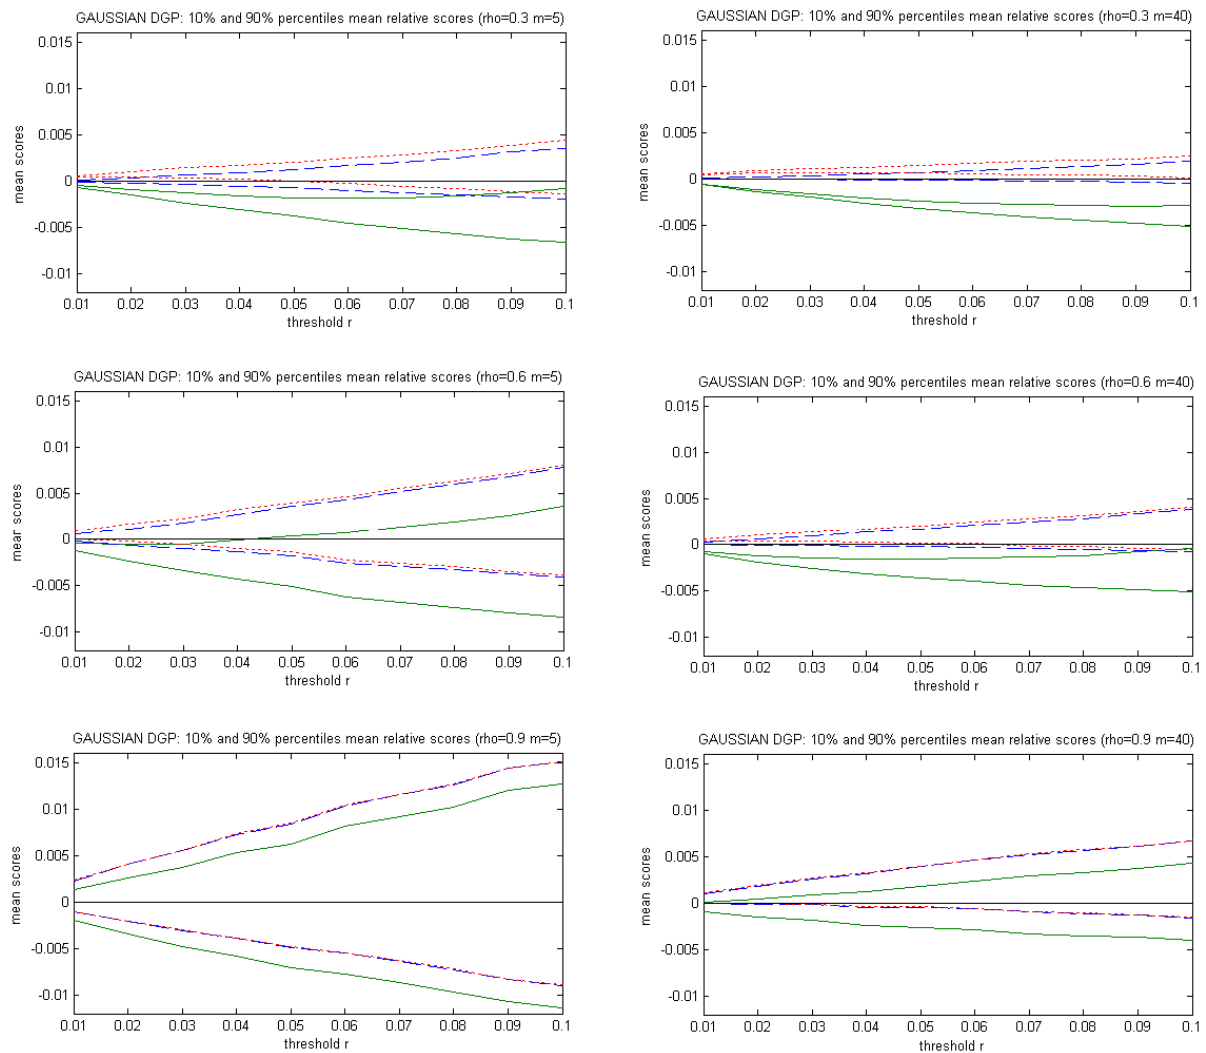 GAUSSIAN DGP: 10% and 90% percentiles mean relative scores (rho=0.3 m=5)
0.015
0.01
0.005
0
-0.005
-0.01
mean scores
0.01 0.02 0.03 0.04 0.05 0.06 0.07 0.08 0.09 0.1
threshold r
GAUSSIAN DGP: 10% and 90% percentiles mean relative scores (rho=0.3 m=40)
0.015
0.01
0.005
0
-0.005
-0.01
mean scores
0.01 0.02 0.03 0.04 0.05 0.06 0.07 0.08 0.09 0.1
threshold r
GAUSSIAN DGP: 10% and 90% percentiles mean relative scores (rho=0.6 m=5)
0.015
0.01
0.005
0
-0.005
-0.01
mean scores
0.01 0.02 0.03 0.04 0.05 0.06 0.07 0.08 0.09 0.1
threshold r
GAUSSIAN DGP: 10% and 90% percentiles mean relative scores (rho=0.6 m=40)
0.015
0.01
0.005
0
-0.005
-0.01
mean scores
0.01 0.02 0.03 0.04 0.05 0.06 0.07 0.08 0.09 0.1
threshold r
GAUSSIAN DGP: 10% and 90% percentiles mean relative scores (rho=0.9 m=5)
0.015
0.01
0.005
0
-0.005
-0.01
mean scores
0.01 0.02 0.03 0.04 0.05 0.06 0.07 0.08 0.09 0.1
threshold r
GAUSSIAN DGP: 10% and 90% percentiles mean relative scores (rho=0.9 m=40)
0.015
0.01
0.005
0
-0.005
-0.01
mean scores
0.01 0.02 0.03 0.04 0.05 0.06 0.07 0.08 0.09 0.1
threshold r